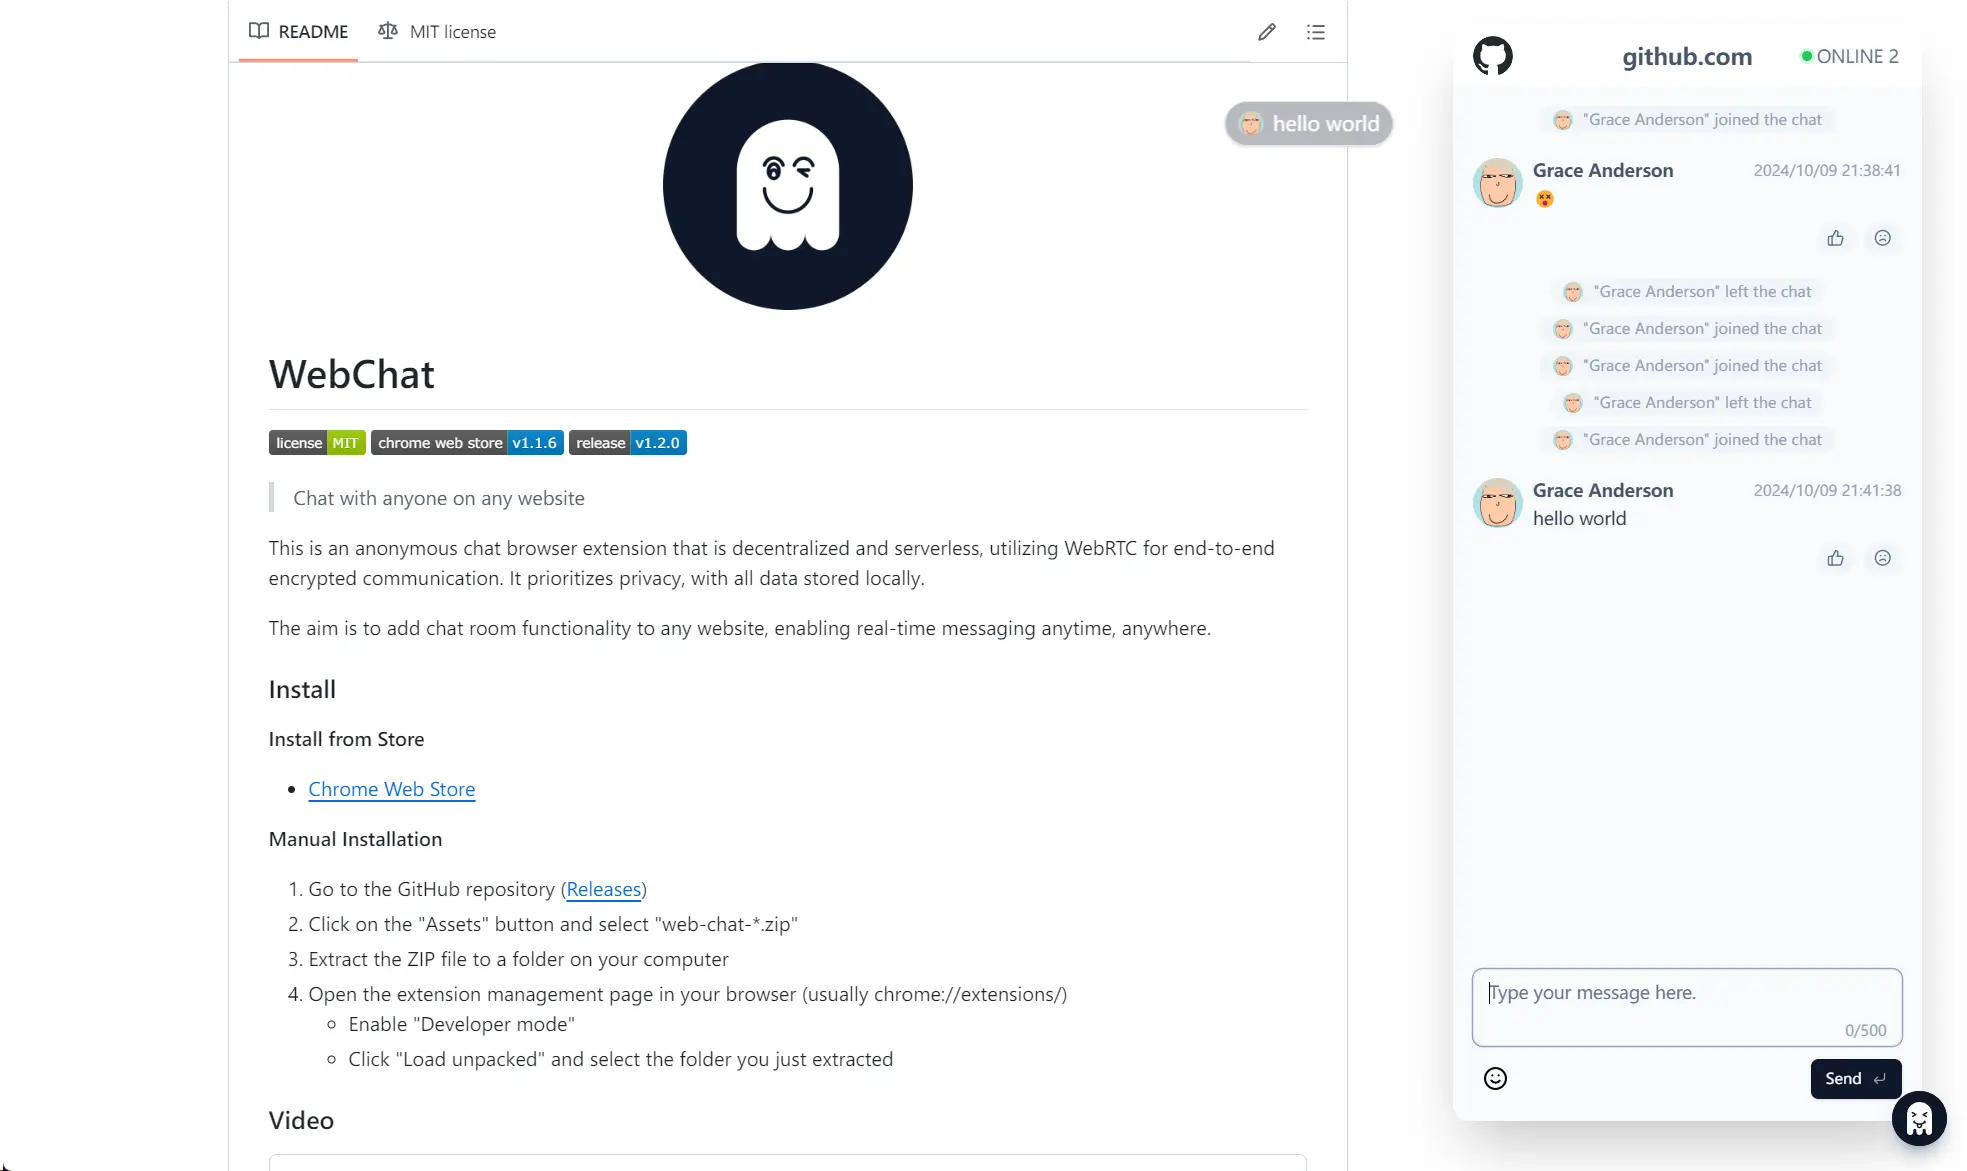 README
MIT license
hello world
WebChat
license MIT
chrome web store v1.1.6
release v1.2.0
Chat with anyone on any website
This is an anonymous chat browser extension that is decentralized and serverless, utilizing WebRTC for end-to-end
encrypted communication. It prioritizes privacy, with all data stored locally.
The aim is to add chat room functionality to any website, enabling real-time messaging anytime, anywhere.
Install
Install from Store
• Chrome Web Store
Manual Installation
1. Go to the GitHub repository (Releases)
2. Click on the "Assets" button and select "web-chat-*.zip"
3. Extract the ZIP file to a folder on your computer
4. Open the extension management page in your browser (usually chrome://extensions/)
◦ Enable "Developer mode"
◦ Click "Load unpacked" and select the folder you just extracted
Video
github.com
ONLINE 2
"Grace Anderson" joined the chat
Grace Anderson
2024/10/09 21:38:41
😵
"Grace Anderson" left the chat
"Grace Anderson" joined the chat
"Grace Anderson" joined the chat
"Grace Anderson" left the chat
"Grace Anderson" joined the chat
Grace Anderson
2024/10/09 21:41:38
hello world
Type your message here.
0/500
Send